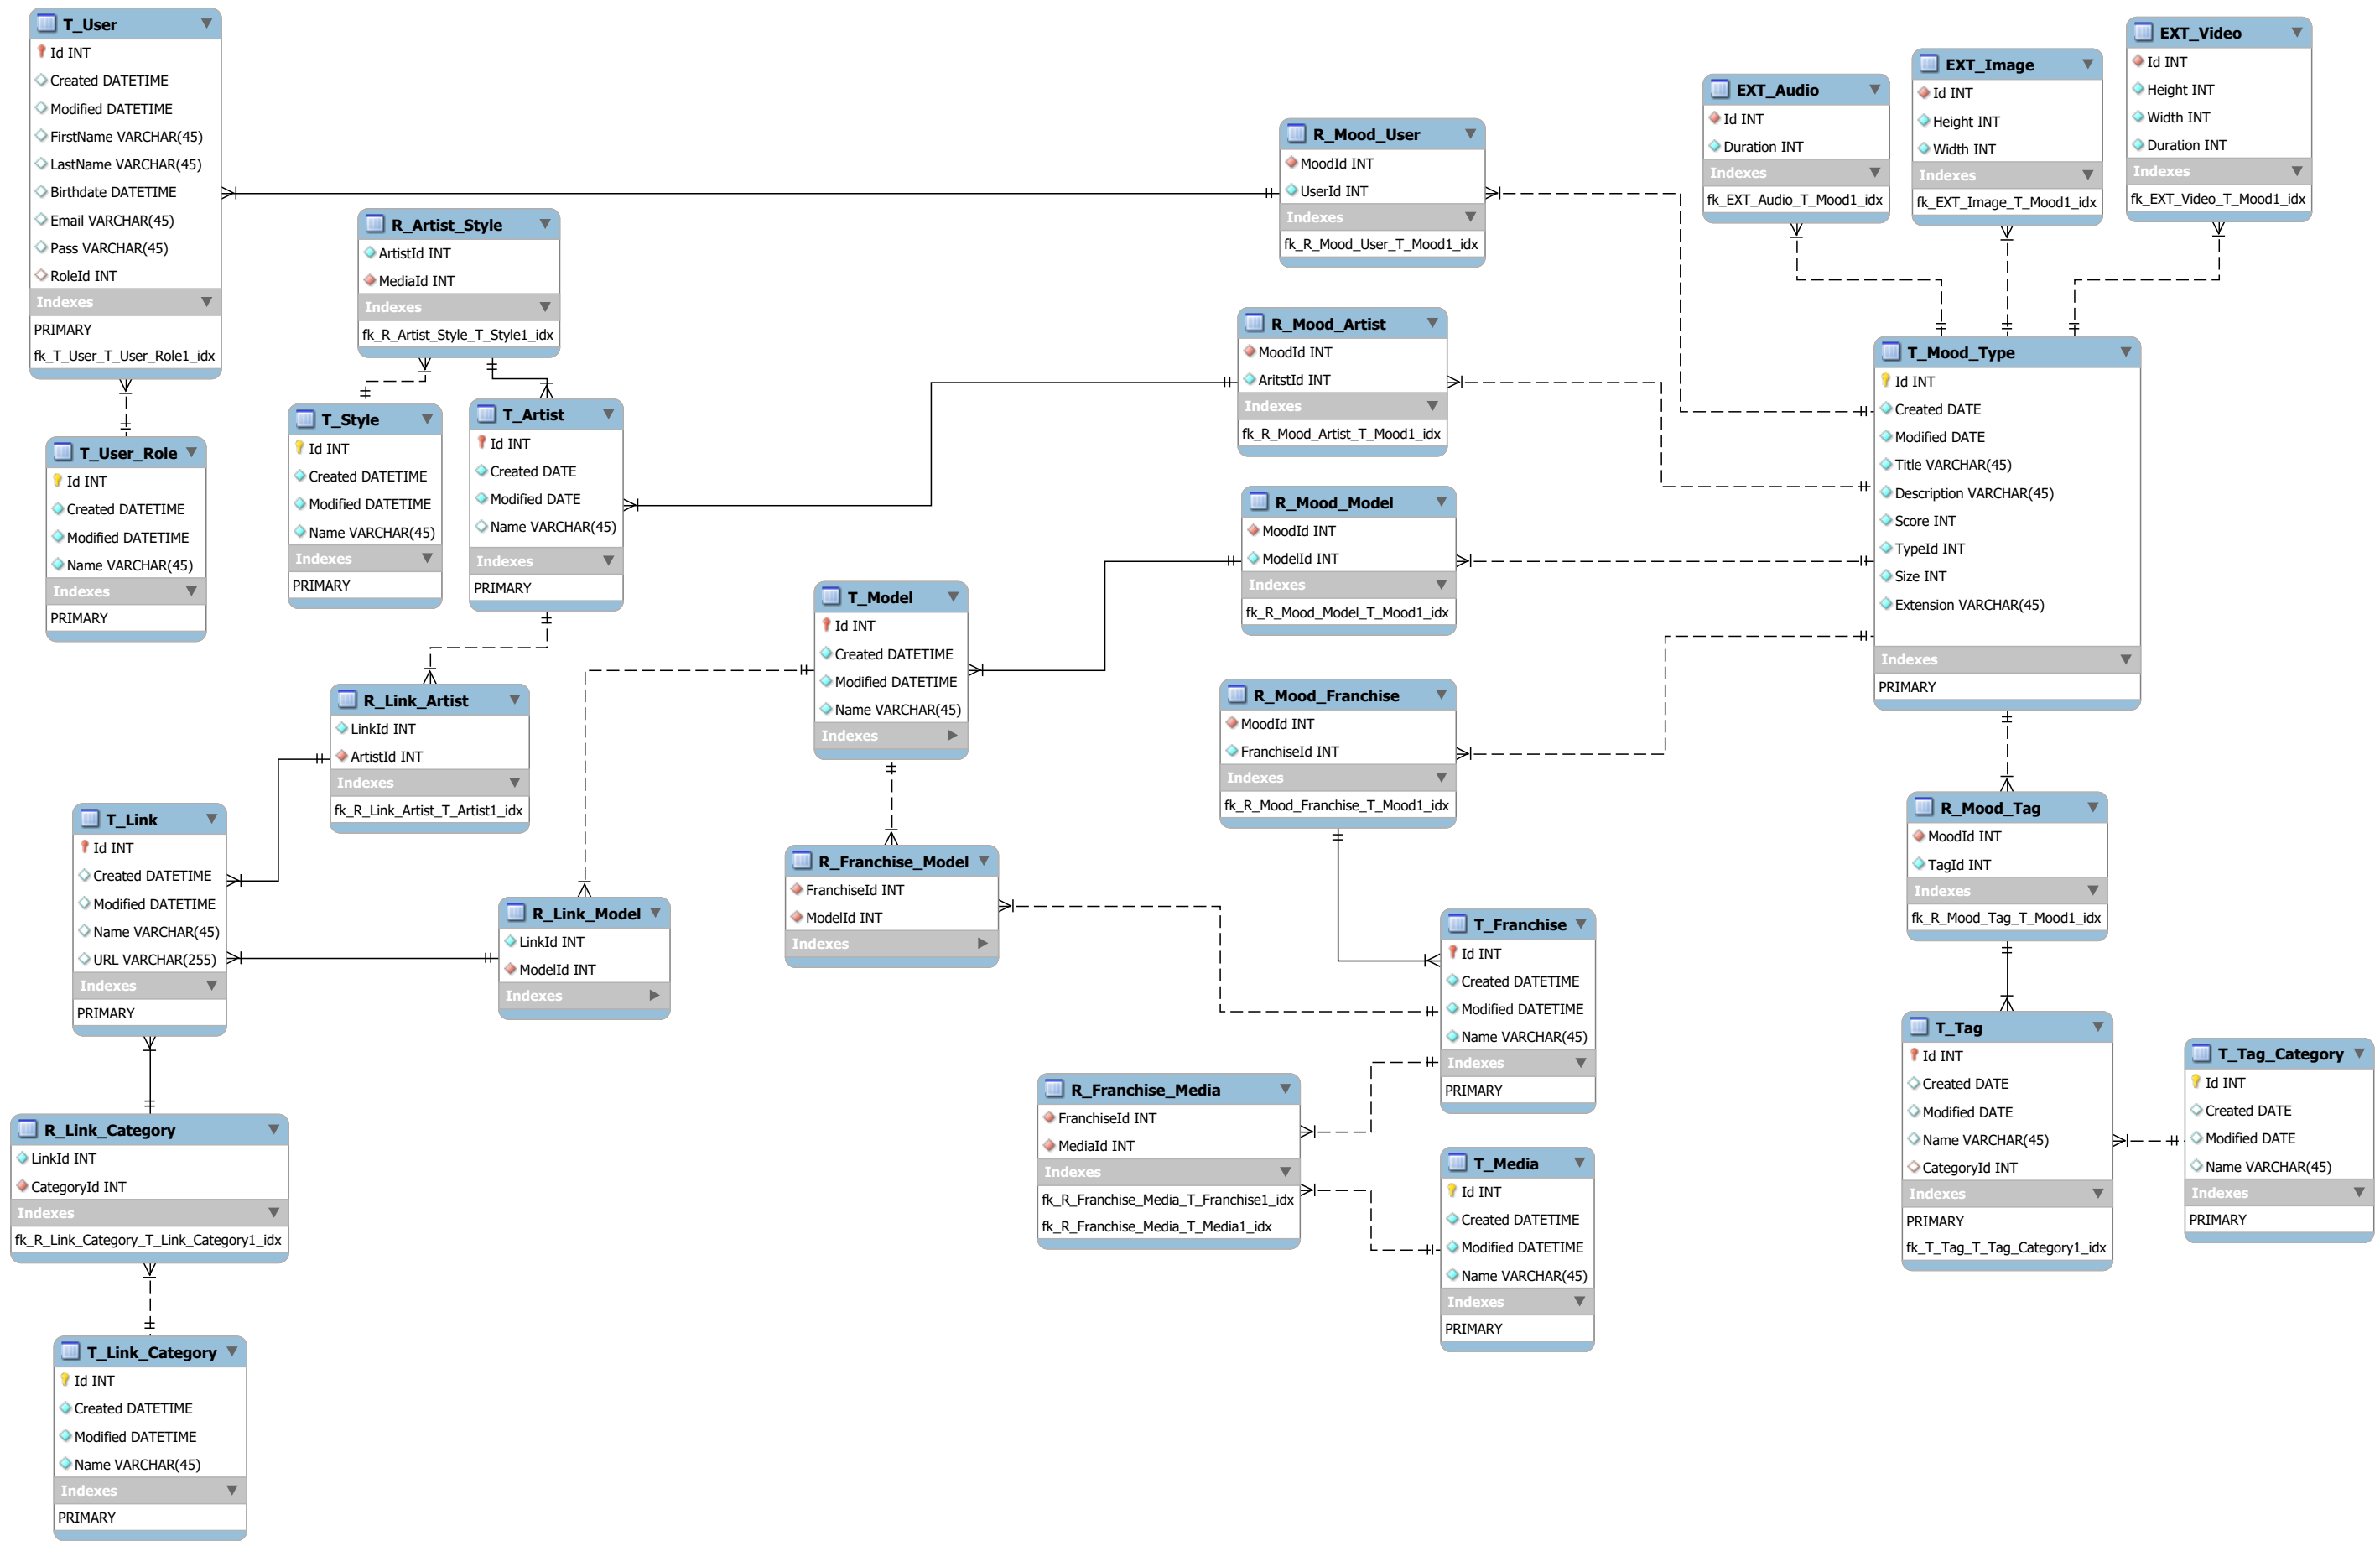 T_User
Id INT
Created DATETIME
Modified DATETIME
FirstName VARCHAR(45)
LastName VARCHAR(45)
Birthdate DATETIME
Email VARCHAR(45)
Pass VARCHAR(45)
RoleId INT
Indexes
PRIMARY
fk_T_User_T_User_Role1_idx
T_User_Role
Id INT
Created DATETIME
Modified DATETIME
Name VARCHAR(45)
Indexes
PRIMARY
R_Artist_Style
ArtistId INT
MediaId INT
Indexes
fk_R_Artist_Style_T_Style1_idx
T_Style
Id INT
Created DATETIME
Modified DATETIME
Name VARCHAR(45)
Indexes
PRIMARY
T_Artist
Id INT
Created DATE
Modified DATE
Name VARCHAR(45)
Indexes
PRIMARY
R_Link_Artist
LinkId INT
ArtistId INT
Indexes
fk_R_Link_Artist_T_Artist1_idx
T_Link
Id INT
Created DATETIME
Modified DATETIME
Name VARCHAR(45)
URL VARCHAR(255)
Indexes
PRIMARY
R_Link_Model
LinkId INT
ModelId INT
Indexes
R_Link_Category
LinkId INT
CategoryId INT
Indexes
fk_R_Link_Category_T_Link_Category1_idx
T_Link_Category
Id INT
Created DATETIME
Modified DATETIME
Name VARCHAR(45)
Indexes
PRIMARY
T_Model
Id INT
Created DATETIME
Modified DATETIME
Name VARCHAR(45)
Indexes
R_Franchise_Model
FranchiseId INT
ModelId INT
Indexes
R_Mood_User
MoodId INT
UserId INT
Indexes
fk_R_Mood_User_T_Mood1_idx
R_Mood_Artist
MoodId INT
AritstId INT
Indexes
fk_R_Mood_Artist_T_Mood1_idx
R_Mood_Model
MoodId INT
ModelId INT
Indexes
fk_R_Mood_Model_T_Mood1_idx
R_Mood_Franchise
MoodId INT
FranchiseId INT
Indexes
fk_R_Mood_Franchise_T_Mood1_idx
T_Franchise
Id INT
Created DATETIME
Modified DATETIME
Name VARCHAR(45)
Indexes
PRIMARY
R_Franchise_Media
FranchiseId INT
MediaId INT
Indexes
fk_R_Franchise_Media_T_Franchise1_idx
fk_R_Franchise_Media_T_Media1_idx
T_Media
Id INT
Created DATETIME
Modified DATETIME
Name VARCHAR(45)
Indexes
PRIMARY
EXT_Audio
Id INT
Duration INT
Indexes
fk_EXT_Audio_T_Mood1_idx
EXT_Image
Id INT
Height INT
Width INT
Indexes
fk_EXT_Image_T_Mood1_idx
EXT_Video
Id INT
Height INT
Width INT
Duration INT
Indexes
fk_EXT_Video_T_Mood1_idx
T_Mood_Type
Id INT
Created DATE
Modified DATE
Title VARCHAR(45)
Description VARCHAR(45)
Score INT
TypeId INT
Size INT
Extension VARCHAR(45)
Indexes
PRIMARY
R_Mood_Tag
MoodId INT
TagId INT
Indexes
fk_R_Mood_Tag_T_Mood1_idx
T_Tag
Id INT
Created DATE
Modified DATE
Name VARCHAR(45)
CategoryId INT
Indexes
PRIMARY
fk_T_Tag_T_Tag_Category1_idx
T_Tag_Category
Id INT
Created DATE
Modified DATE
Name VARCHAR(45)
Indexes
PRIMARY